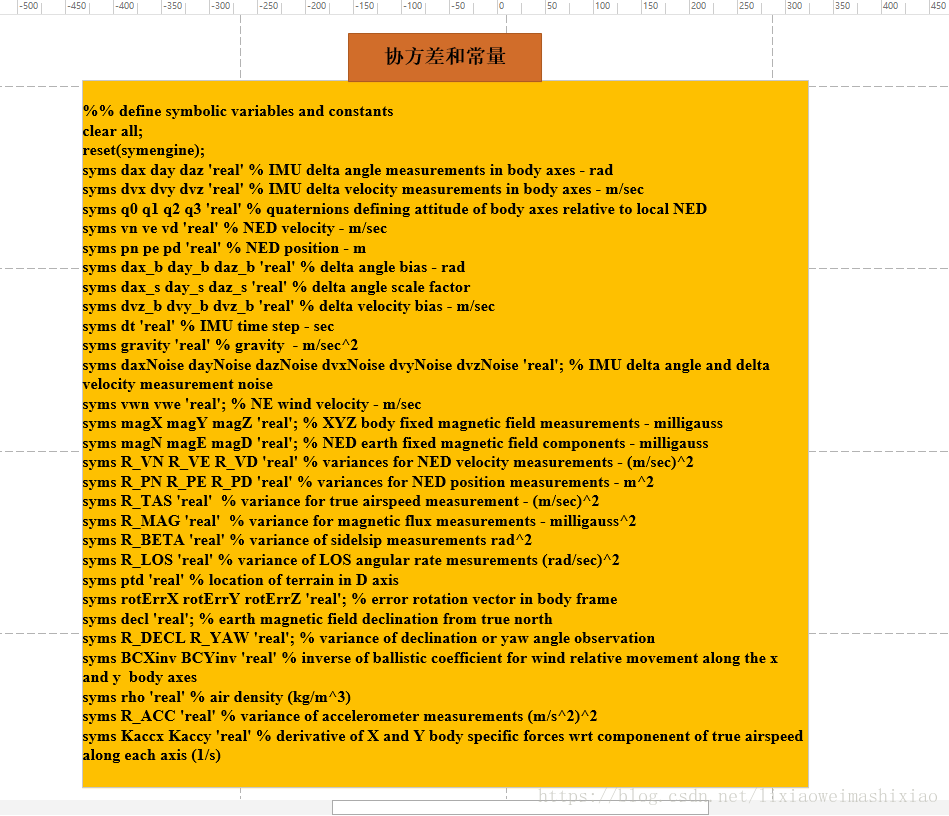 -500 -450 -400 -350 -300 -250 -200 -150 -100 -50 0 50 100 150 200 250 300 350 400 450
协方差和常量
%% define symbolic variables and constants
clear all;
reset(symengine);
syms dax day daz 'real' % IMU delta angle measurements in body axes - rad
syms dvx dvy dvz 'real' % IMU delta velocity measurements in body axes - m/sec
syms q0 q1 q2 q3 'real' % quaternions defining attitude of body axes relative to local NED
syms vn ve vd 'real' % NED velocity - m/sec
syms pn pe pd 'real' % NED position - m
syms dax_b day_b daz_b 'real' % delta angle bias - rad
syms dax_s day_s daz_s 'real' % delta angle scale factor
syms dvz_b dvy_b dvz_b 'real' % delta velocity bias - m/sec
syms dt 'real' % IMU time step - sec
syms gravity 'real' % gravity  - m/sec^2
syms daxNoise dayNoise dazNoise dvxNoise dvyNoise dvzNoise 'real'; % IMU delta angle and delta
velocity measurement noise
syms vwn vwe 'real'; % NE wind velocity - m/sec
syms magX magY magZ 'real'; % XYZ body fixed magnetic field measurements - milligauss
syms magN magE magD 'real'; % NED earth fixed magnetic field components - milligauss
syms R_VN R_VE R_VD 'real' % variances for NED velocity measurements - (m/sec)^2
syms R_PN R_PE R_PD 'real' % variances for NED position measurements - m^2
syms R_TAS 'real'  % variance for true airspeed measurement - (m/sec)^2
syms R_MAG 'real'  % variance for magnetic flux measurements - milligauss^2
syms R_BETA 'real' % variance of sidelsip measurements rad^2
syms R_LOS 'real' % variance of LOS angular rate mesurements (rad/sec)^2
syms ptd 'real' % location of terrain in D axis
syms rotErrX rotErrY rotErrZ 'real'; % error rotation vector in body frame
syms decl 'real'; % earth magnetic field declination from true north
syms R_DECL R_YAW 'real'; % variance of declination or yaw angle observation
syms BCXinv BCYinv 'real' % inverse of ballistic coefficient for wind relative movement along the x
and y  body axes
syms rho 'real' % air density (kg/m^3)
syms R_ACC 'real' % variance of accelerometer measurements (m/s^2)^2
syms Kaccx Kaccy 'real' % derivative of X and Y body specific forces wrt componenent of true airspeed
along each axis (1/s)
https://blog.csdn.net/lixiaoweimashixiao